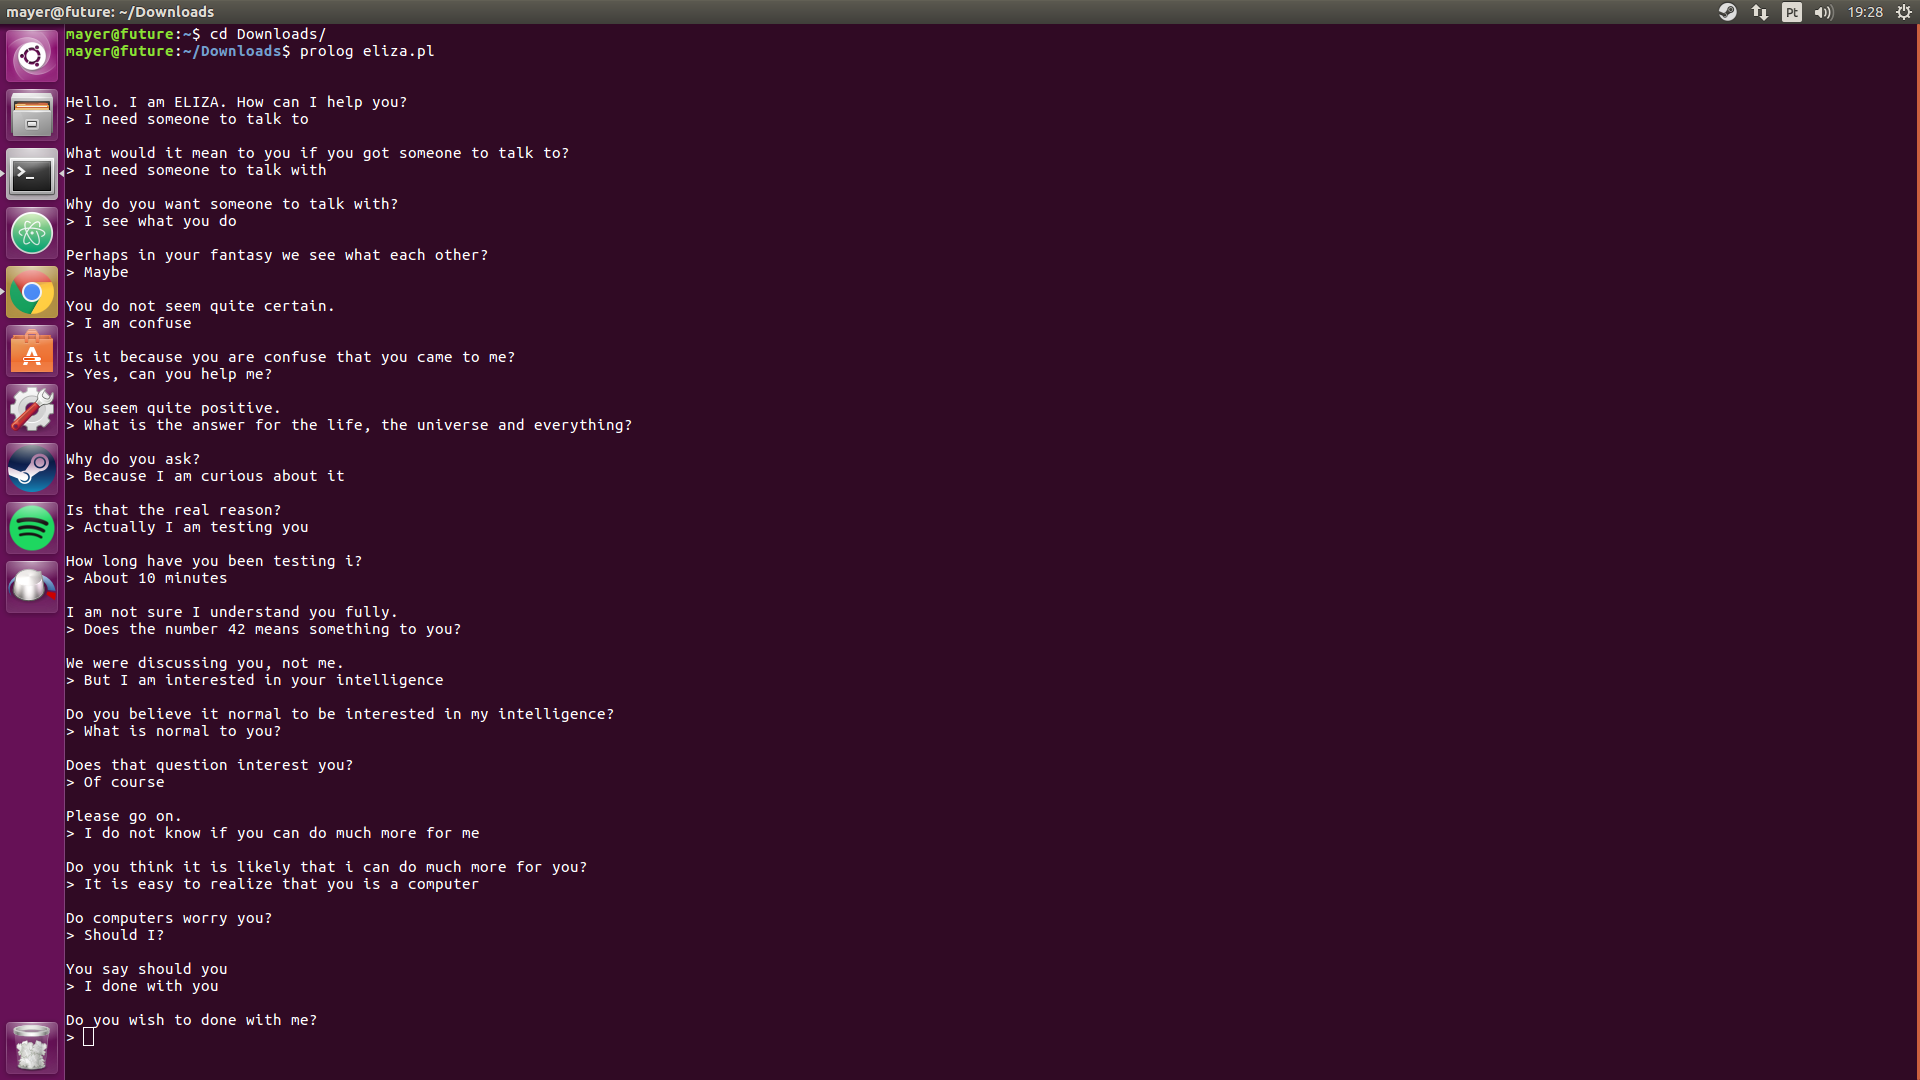 mayer@future: ~/Downloads
Pt
19:28
mayer@future:~$ cd Downloads/
mayer@future:~/Downloads$ prolog eliza.pl
Hello. I am ELIZA. How can I help you?
> I need someone to talk to
What would it mean to you if you got someone to talk to?
> I need someone to talk with
Why do you want someone to talk with?
> I see what you do
Perhaps in your fantasy we see what each other?
> Maybe
You do not seem quite certain.
> I am confuse
Is it because you are confuse that you came to me?
> Yes, can you help me?
You seem quite positive.
> What is the answer for the life, the universe and everything?
Why do you ask?
> Because I am curious about it
Is that the real reason?
> Actually I am testing you
How long have you been testing i?
> About 10 minutes
I am not sure I understand you fully.
> Does the number 42 means something to you?
We were discussing you, not me.
> But I am interested in your intelligence
Do you believe it normal to be interested in my intelligence?
> What is normal to you?
Does that question interest you?
> Of course
Please go on.
> I do not know if you can do much more for me
Do you think it is likely that i can do much more for you?
> It is easy to realize that you is a computer
Do computers worry you?
> Should I?
You say should you
> I done with you
Do you wish to done with me?
>